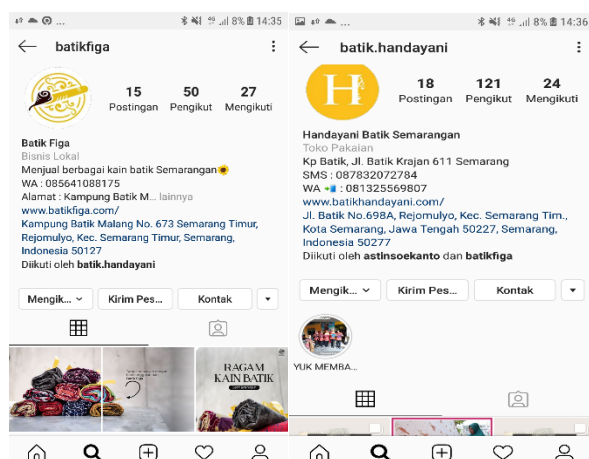 8% 14:35
batikfiga
15 50 27
Postingan Pengikut Mengikuti
Batik Figa
Bisnis Lokal
Menjual berbagai kain batik Semarangan🌻
WA : 085641088175
Alamat : Kampung Batik M... lainnya
www.batikfiga.com/
Kampung Batik Malang No. 673 Semarang Timur,
Rejomulyo, Kec. Semarang Timur, Semarang,
Indonesia 50127
Diikuti oleh batik.handayani
Mengik... Kirim Pes... Kontak
RAGAM
KAIN BATIK
... 8% 14:36
batik.handayani
H
18 121 24
Postingan Pengikut Mengikuti
Handayani Batik Semarangan
Toko Pakaian
Kp Batik, Jl. Batik Krajan 611 Semarang
SMS : 087832072784
WA 📲 : 081325569807
www.batikhandayani.com/
Jl. Batik No.698A, Rejomulyo, Kec. Semarang Tim.,
Kota Semarang, Jawa Tengah 50227, Semarang,
Indonesia 50277
Diikuti oleh astinsoekanto dan batikfiga
Mengik... Kirim Pes... Kontak
YUK MEMBA...